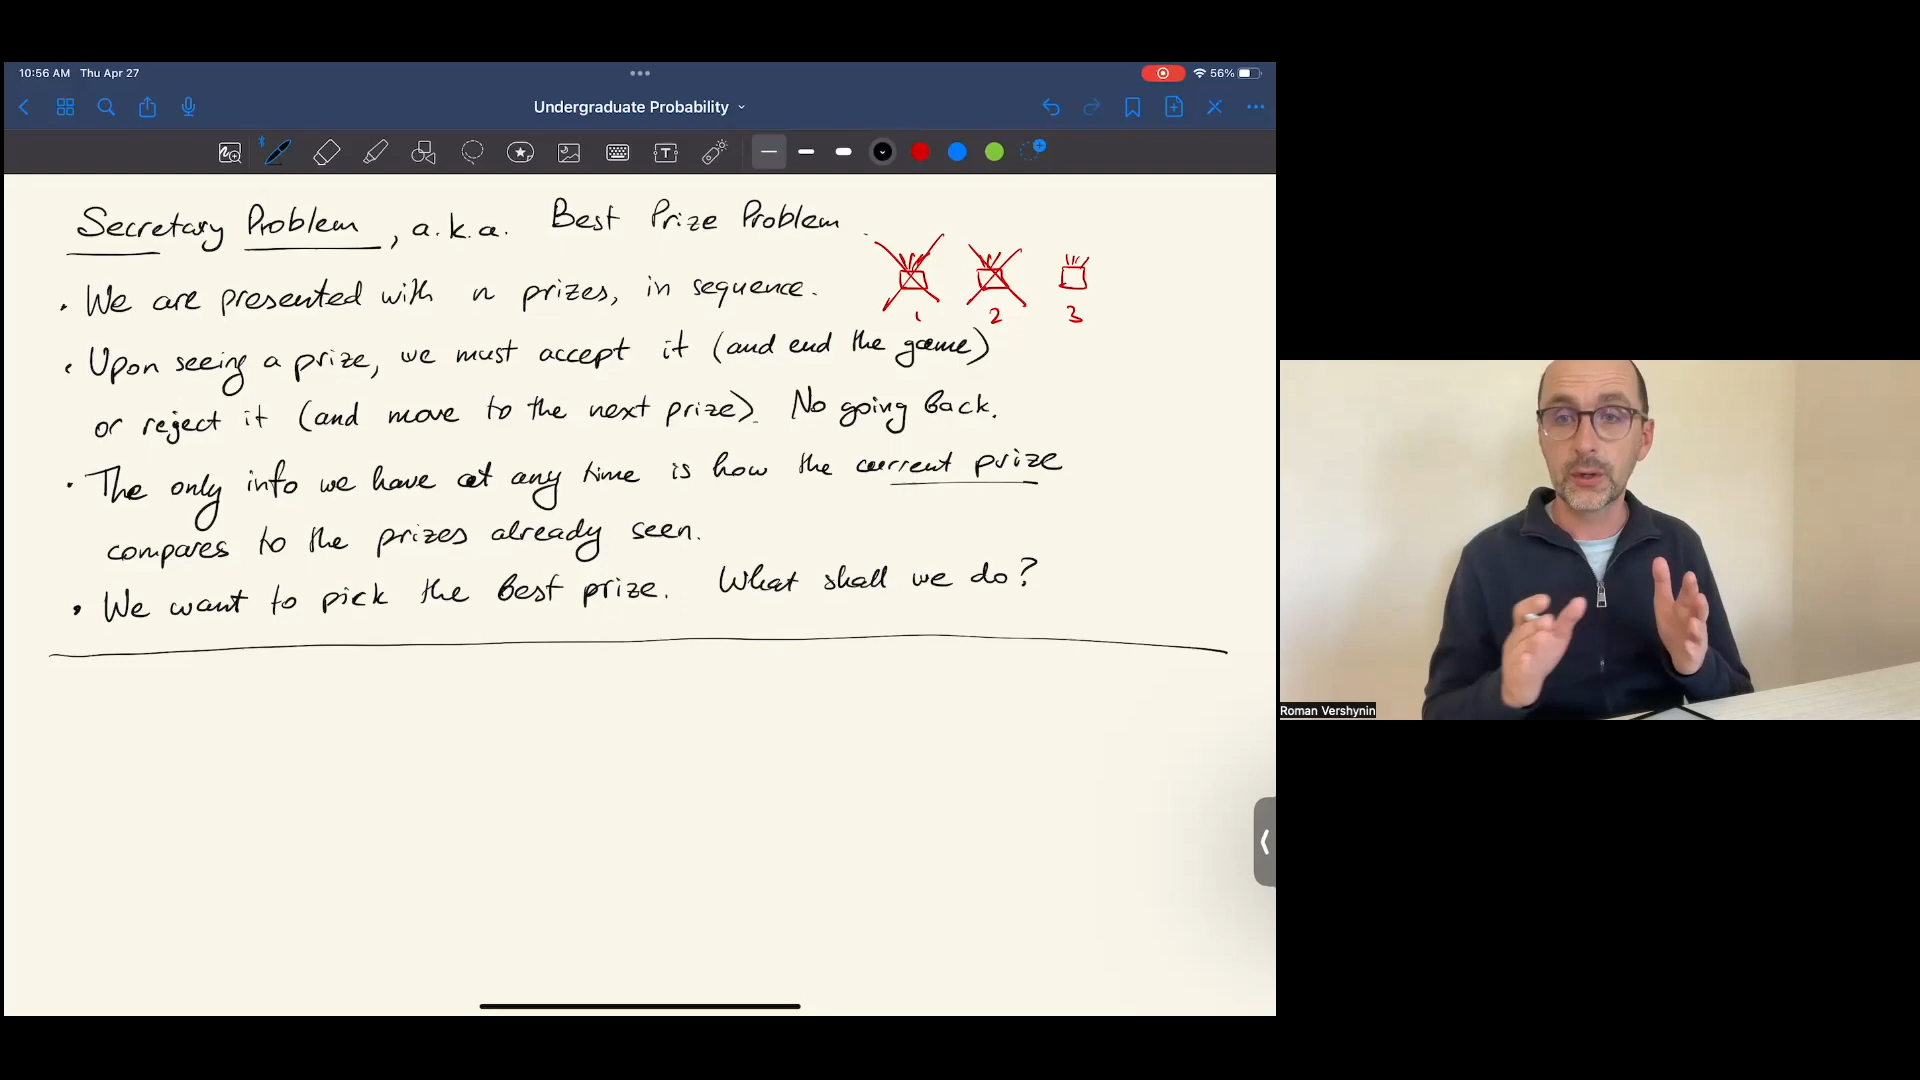 10:56 AM Thu Apr 27
56%
Undergraduate Probability
Secretary Problem, a.k.a. Best Prize Problem
• We are presented with n prizes, in sequence.
1 2 3
• Upon seeing a prize, we must accept it (and end the game)
or reject it (and move to the next prize). No going back.
• The only info we have at any time is how the current prize
compares to the prizes already seen.
• We want to pick the best prize. What shall we do?
Roman Vershynin